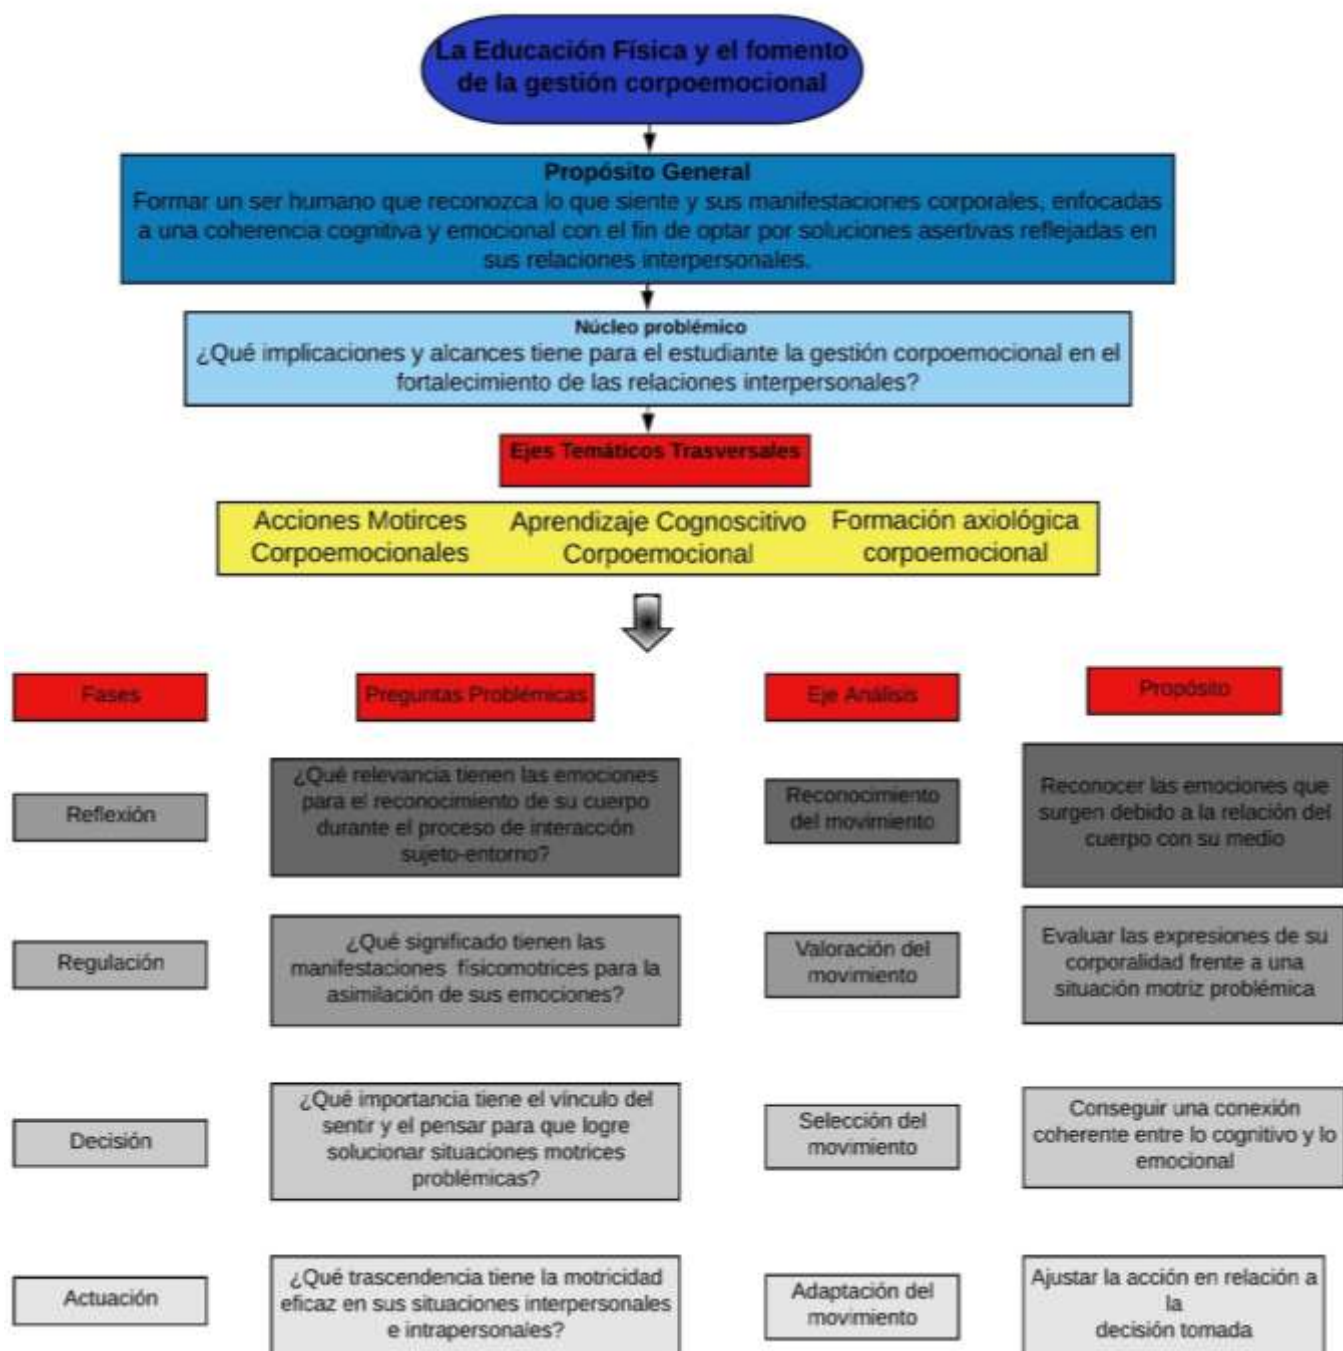 La Educación Física y el fomento
de la gestión corpoemocional
Propósito General
Formar un ser humano que reconozca lo que siente y sus manifestaciones corporales, enfocadas
a una coherencia cognitiva y emocional con el fin de optar por soluciones asertivas reflejadas en
sus relaciones interpersonales.
Núcleo problémico
¿Qué implicaciones y alcances tiene para el estudiante la gestión corpoemocional en el
fortalecimiento de las relaciones interpersonales?
Ejes Temáticos Trasversales
Acciones Motirces
Corpoemocionales
Aprendizaje Cognoscitivo
Corpoemocional
Formación axiológica
corpoemocional
Fases
Preguntas Problémicas
Eje Análisis
Propósito
Reflexión
¿Qué relevancia tienen las emociones
para el reconocimiento de su cuerpo
durante el proceso de interacción
sujeto-entorno?
Reconocimiento
del movimiento
Reconocer las emociones que
surgen debido a la relación del
cuerpo con su medio
Regulación
¿Qué significado tienen las
manifestaciones físicomotrices para la
asimilación de sus emociones?
Valoración del
movimiento
Evaluar las expresiones de su
corporalidad frente a una
situación motriz problémica
Decisión
¿Qué importancia tiene el vínculo del
sentir y el pensar para que logre
solucionar situaciones motrices
problémicas?
Selección del
movimiento
Conseguir una conexión
coherente entre lo cognitivo y lo
emocional
Actuación
¿Qué trascendencia tiene la motricidad
eficaz en sus situaciones interpersonales
e intrapersonales?
Adaptación del
movimiento
Ajustar la acción en relación a
la
decisión tomada